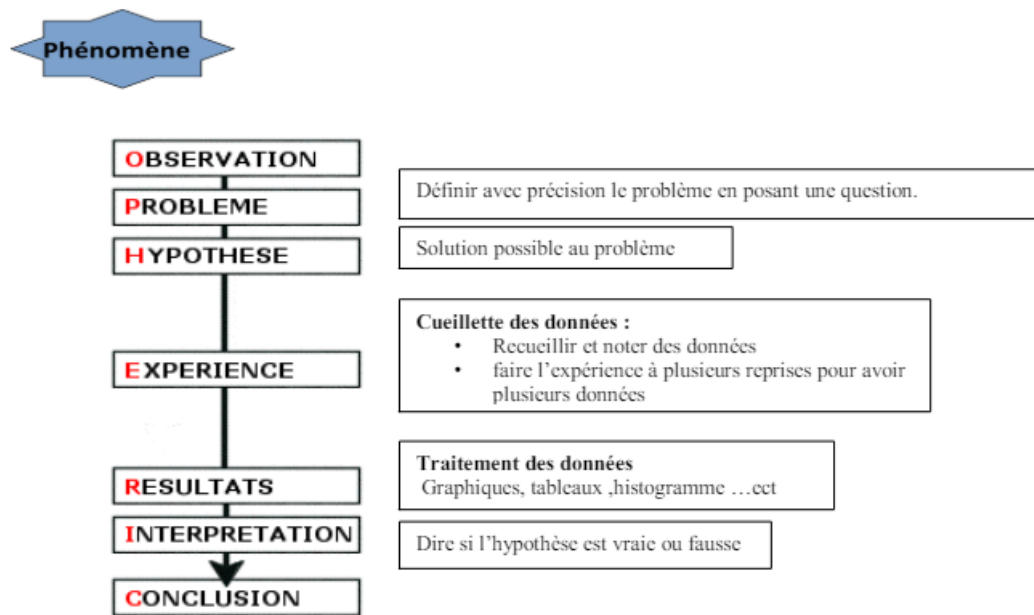 Phénomène
OBSERVATION
PROBLEME
Définir avec précision le problème en posant une question.
HYPOTHESE
Solution possible au problème
EXPERIENCE
Cueillette des données :
• Recueillir et noter des données
• faire l’expérience à plusieurs reprises pour avoir
plusieurs données
RESULTATS
Traitement des données
Graphiques, tableaux ,histogramme …ect
INTERPRETATION
Dire si l’hypothèse est vraie ou fausse
CONCLUSION